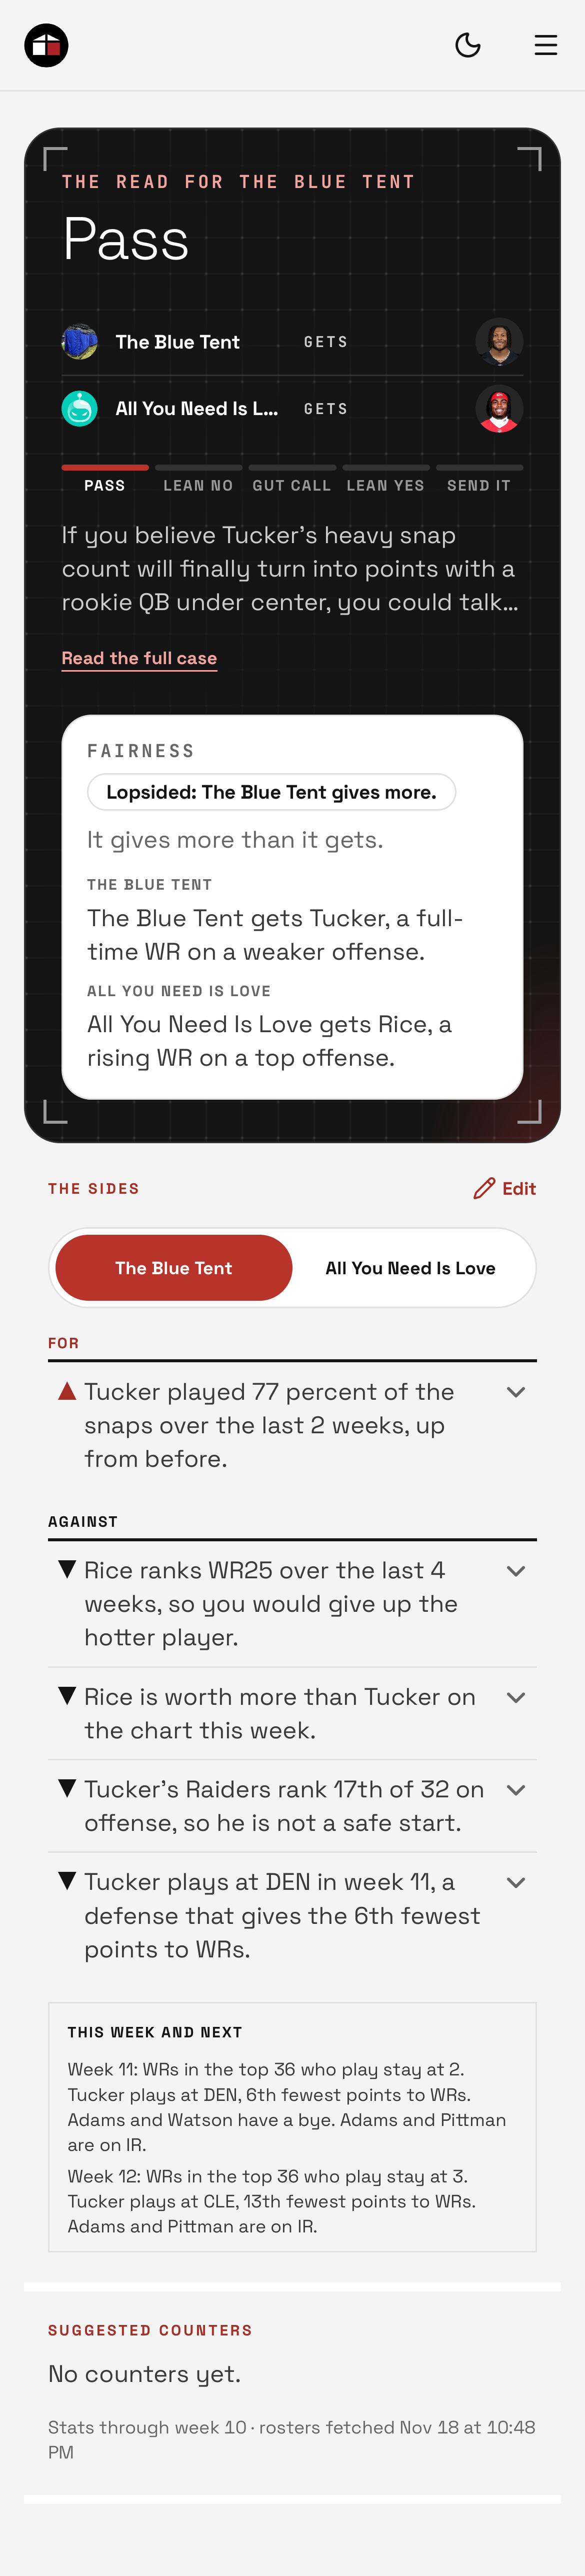 THE READ FOR THE BLUE TENT
Pass
The Blue Tent GETS
All You Need Is L... GETS
PASS LEAN NO GUT CALL LEAN YES SEND IT
If you believe Tucker's heavy snap
count will finally turn into points with a
rookie QB under center, you could talk...
Read the full case
FAIRNESS
Lopsided: The Blue Tent gives more.
It gives more than it gets.
THE BLUE TENT
The Blue Tent gets Tucker, a full-
time WR on a weaker offense.
ALL YOU NEED IS LOVE
All You Need Is Love gets Rice, a
rising WR on a top offense.
THE SIDES Edit
The Blue Tent All You Need Is Love
FOR
▲ Tucker played 77 percent of the
snaps over the last 2 weeks, up
from before.
AGAINST
▼ Rice ranks WR25 over the last 4
weeks, so you would give up the
hotter player.
▼ Rice is worth more than Tucker on
the chart this week.
▼ Tucker's Raiders rank 17th of 32 on
offense, so he is not a safe start.
▼ Tucker plays at DEN in week 11, a
defense that gives the 6th fewest
points to WRs.
THIS WEEK AND NEXT
Week 11: WRs in the top 36 who play stay at 2.
Tucker plays at DEN, 6th fewest points to WRs.
Adams and Watson have a bye. Adams and Pittman
are on IR.
Week 12: WRs in the top 36 who play stay at 3.
Tucker plays at CLE, 13th fewest points to WRs.
Adams and Pittman are on IR.
SUGGESTED COUNTERS
No counters yet.
Stats through week 10 · rosters fetched Nov 18 at 10:48
PM